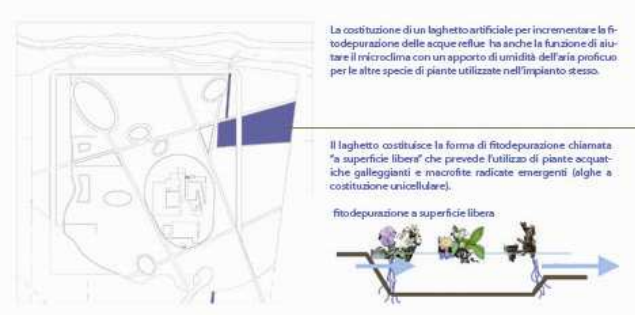 La costituzione di un laghetto artificiale per incrementare la fi-
todepurazione delle acque reflue ha anche la funzione di aiu-
tare il microclima con un apporto di umidità dell'aria proficuo
per le altre specie di piante utilizzate nell'impianto stesso.
Il laghetto costituisce la forma di fitodepurazione chiamata
"a superficie libera" che prevede l'utilizzo di piante acquat-
iche galleggianti e macrofite radicate emergenti (alghe a
costituzione unicellulare).
fitodepurazione a superficie libera